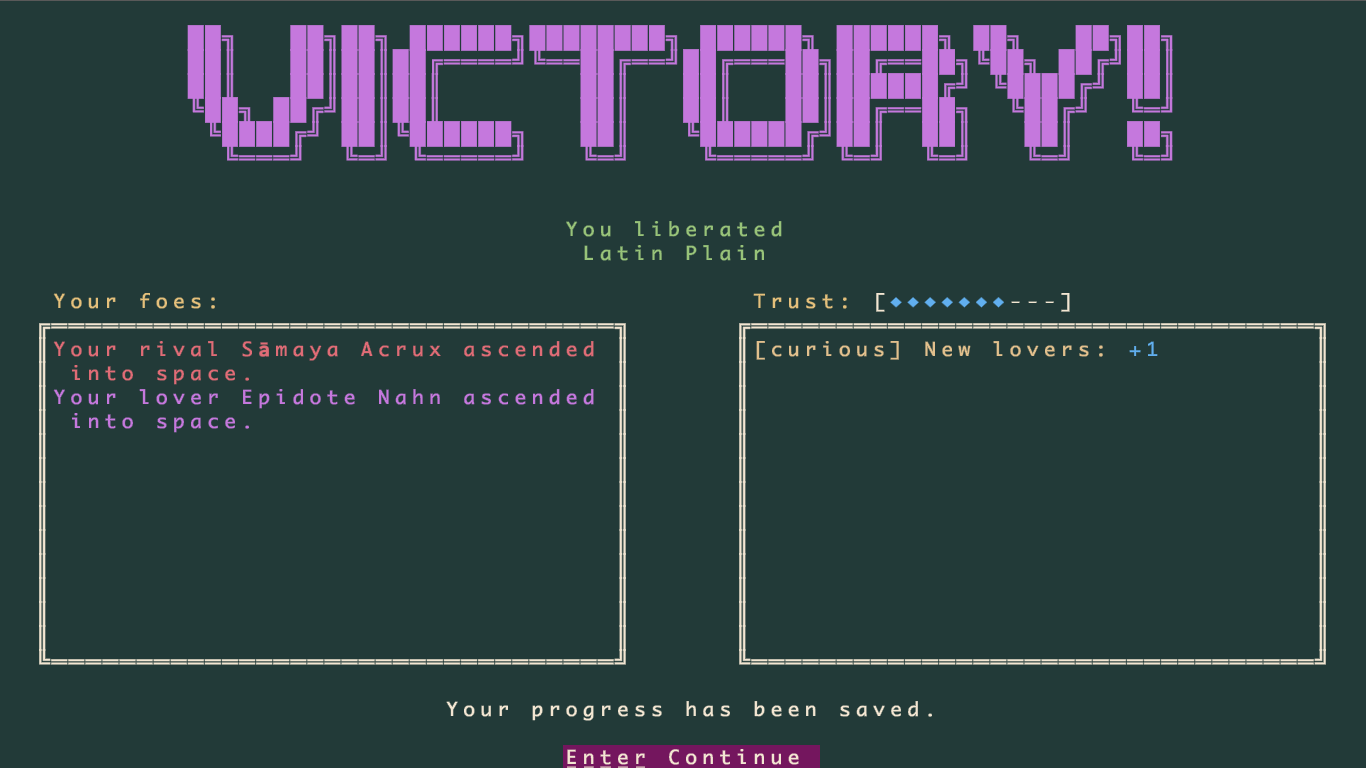 VICTORY!
You liberated
Latin Plain
Your foes:
Your rival Sāmaya Acrux ascended
into space.
Your lover Epidote Nahn ascended
into space.
Trust: [◆◆◆◆◆◆◆---]
[curious] New lovers: +1
Your progress has been saved.
Enter Continue